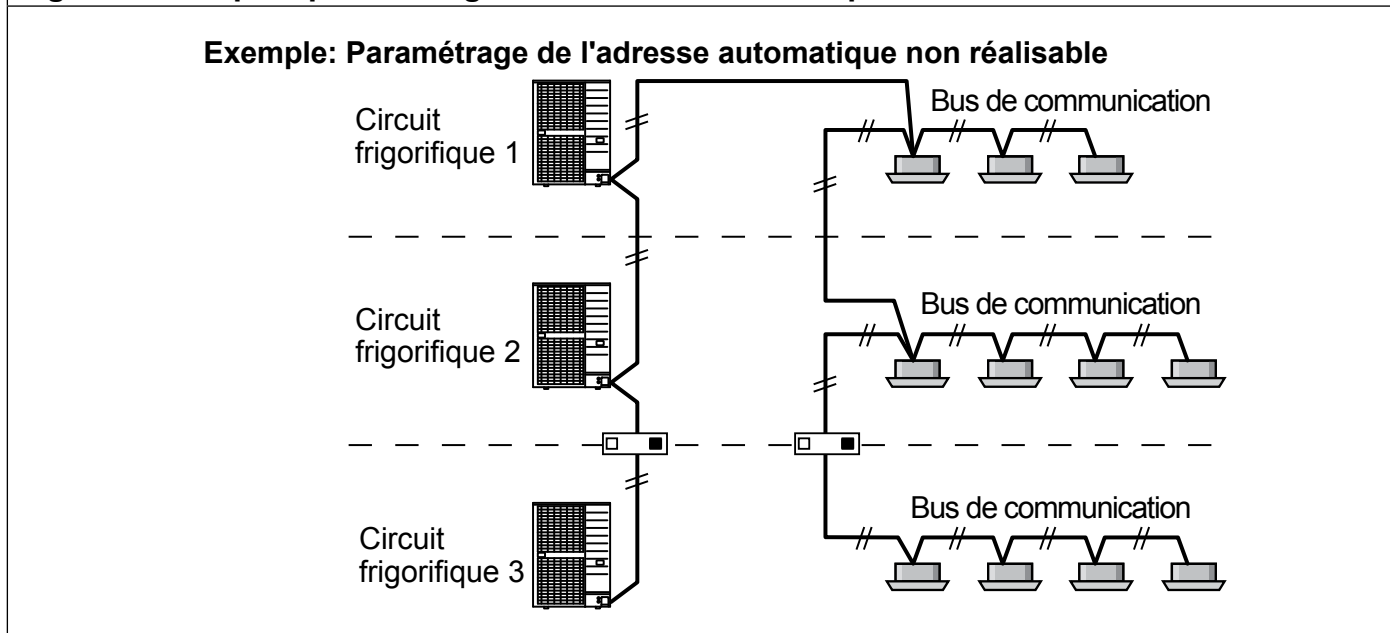 Exemple: Paramétrage de l'adresse automatique non réalisable
Circuit
frigorifique 1
Bus de communication
Circuit
frigorifique 2
Bus de communication
Circuit
frigorifique 3
Bus de communication